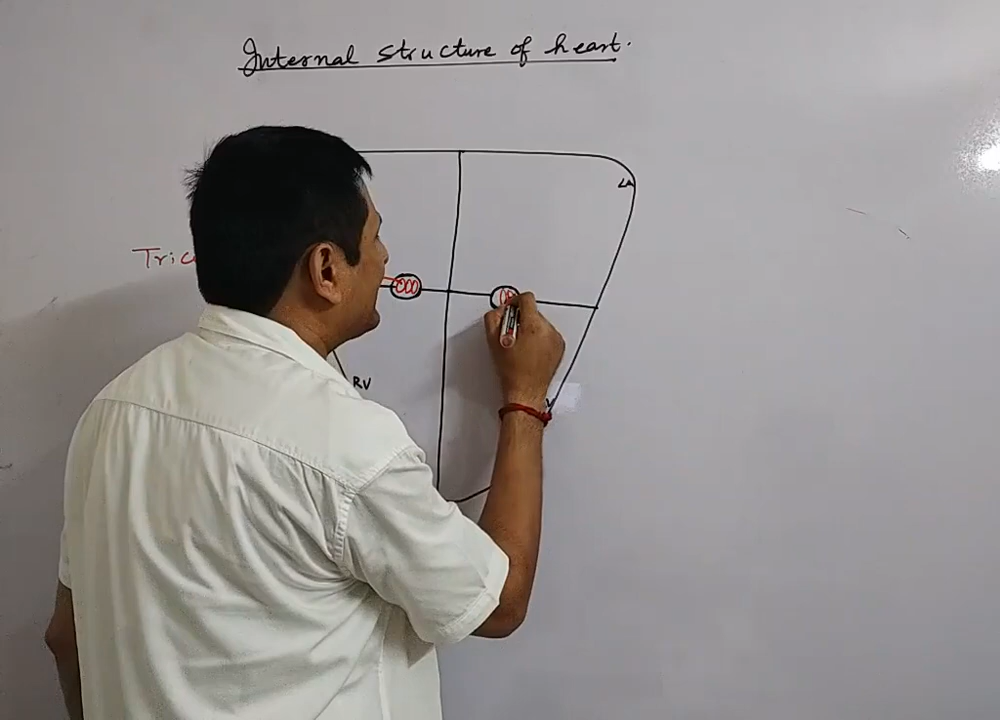 Internal structure of heart.
LA
Tric
RV